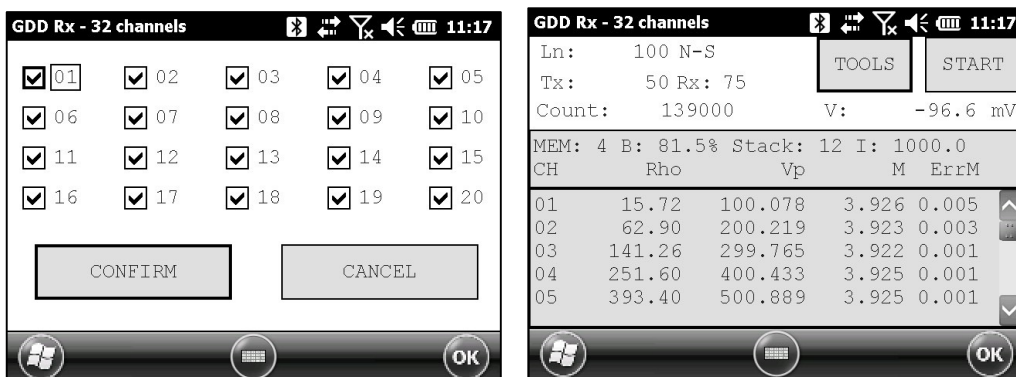 GDD Rx - 32 channels 11:17
01 02 03 04 05
06 07 08 09 10
11 12 13 14 15
16 17 18 19 20
CONFIRM CANCEL
OK
GDD Rx - 32 channels 11:17
Ln: 100 N-S
TOOLS START
Tx: 50 Rx: 75
Count: 139000 V: -96.6 mV
MEM: 4 B: 81.5% Stack: 12 I: 1000.0
CH Rho Vp M ErrM
01 15.72 100.078 3.926 0.005
02 62.90 200.219 3.923 0.003
03 141.26 299.765 3.922 0.001
04 251.60 400.433 3.925 0.001
05 393.40 500.889 3.925 0.001
OK